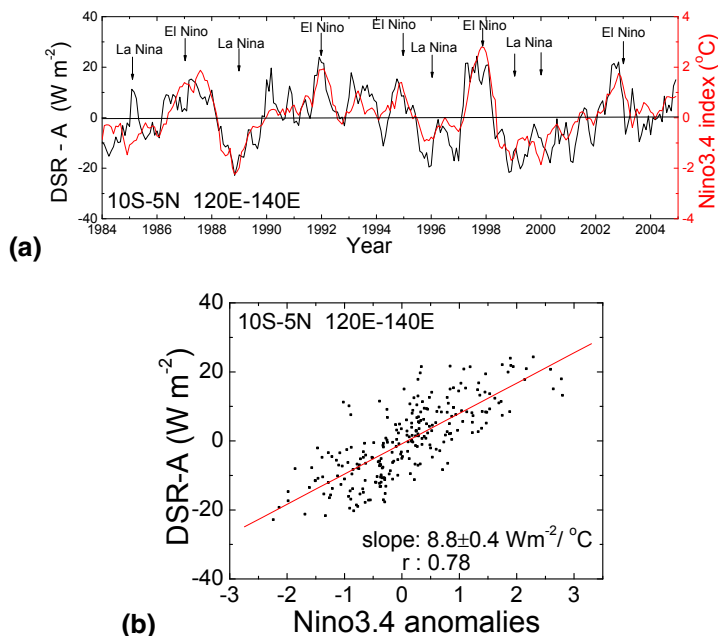 El Nino El Nino El Nino El Nino El Nino
La Nina La Nina La Nina La Nina
40 20 0 -20 -40
DSR - A (W m-2)
4 2 0 -2 -4
Nino3.4 index (°C)
10S-5N 120E-140E
1984 1986 1988 1990 1992 1994 1996 1998 2000 2002 2004
Year
(a)
10S-5N 120E-140E
40
20
0
-20
-40
DSR-A (W m-2)
slope: 8.8±0.4 Wm-2/ °C
r : 0.78
-3 -2 -1 0 1 2 3
Nino3.4 anomalies
(b)